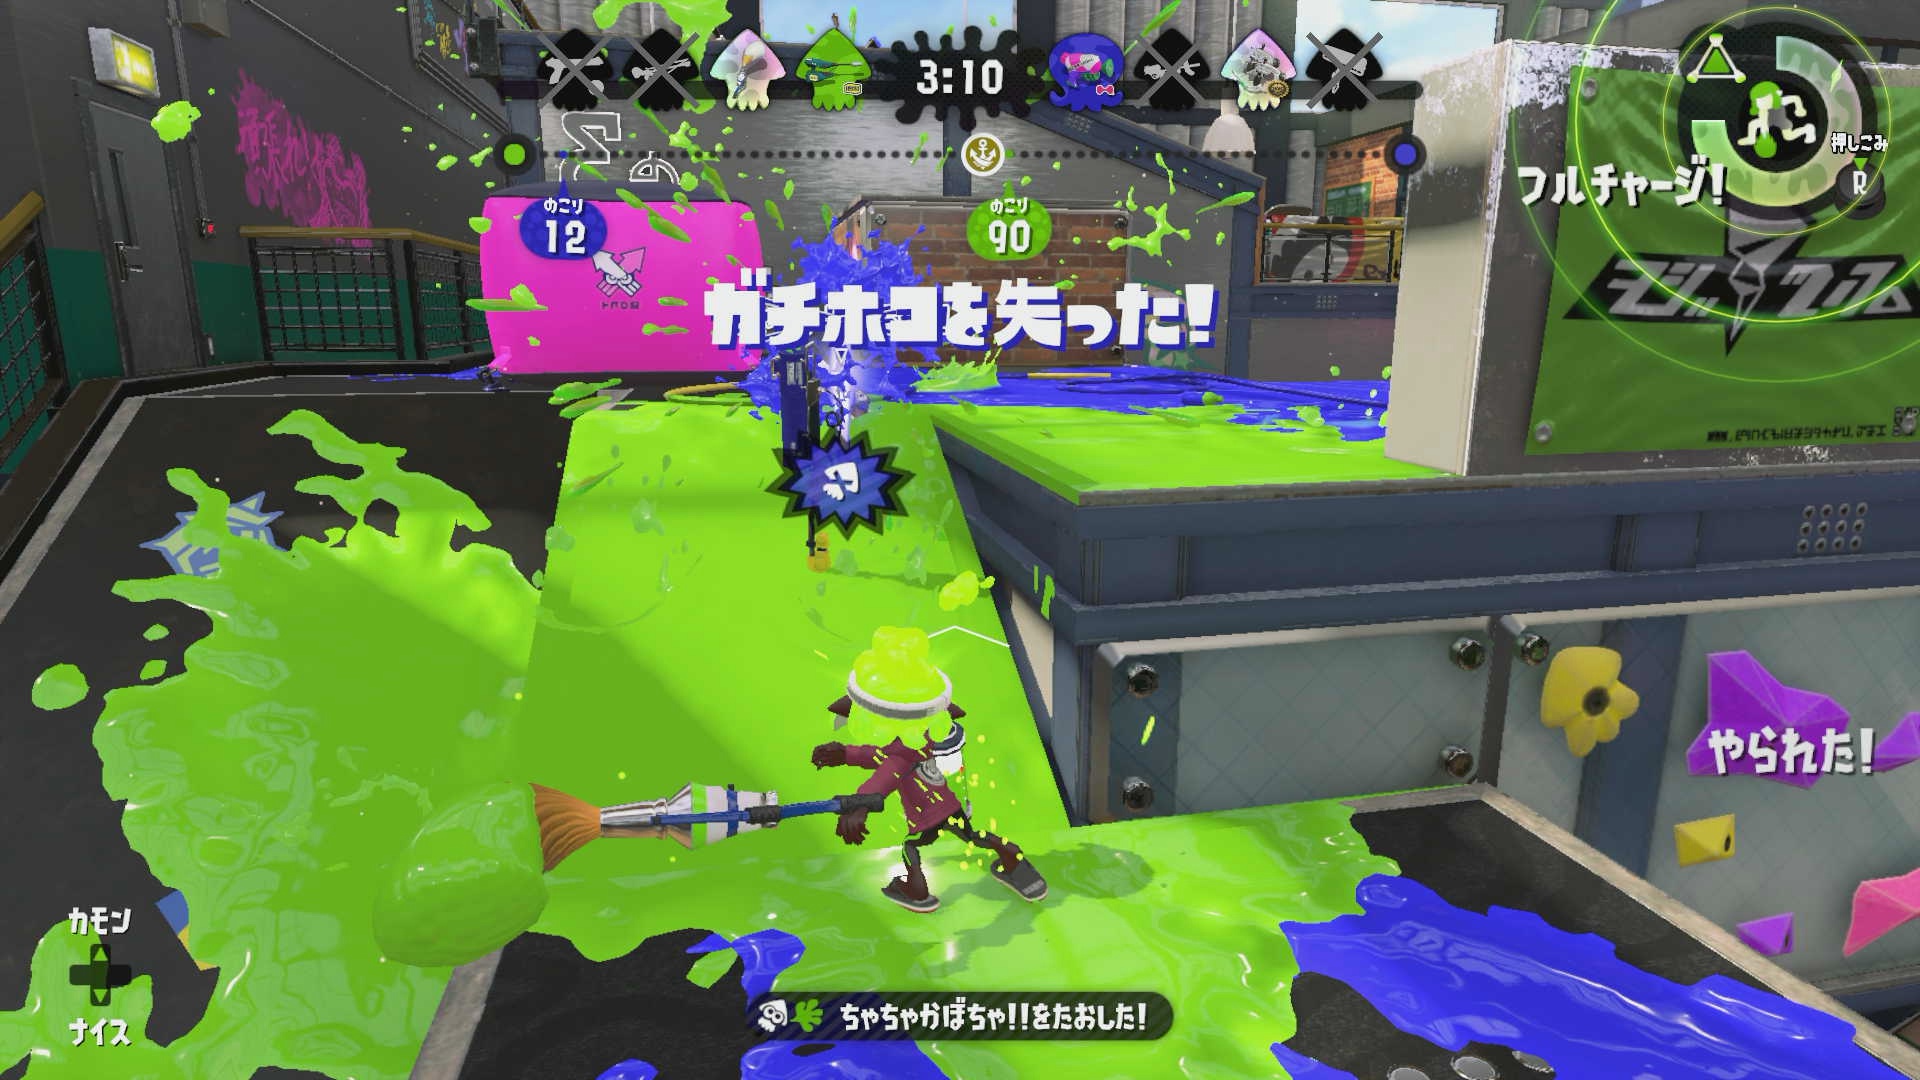 3:10
のこり
12
のこり
90
押しこみ
R
フルチャージ!
ガチホコを失った!
やられた!
カモン
ナイス
ちゃちゃかぼちゃ!!をたおした!